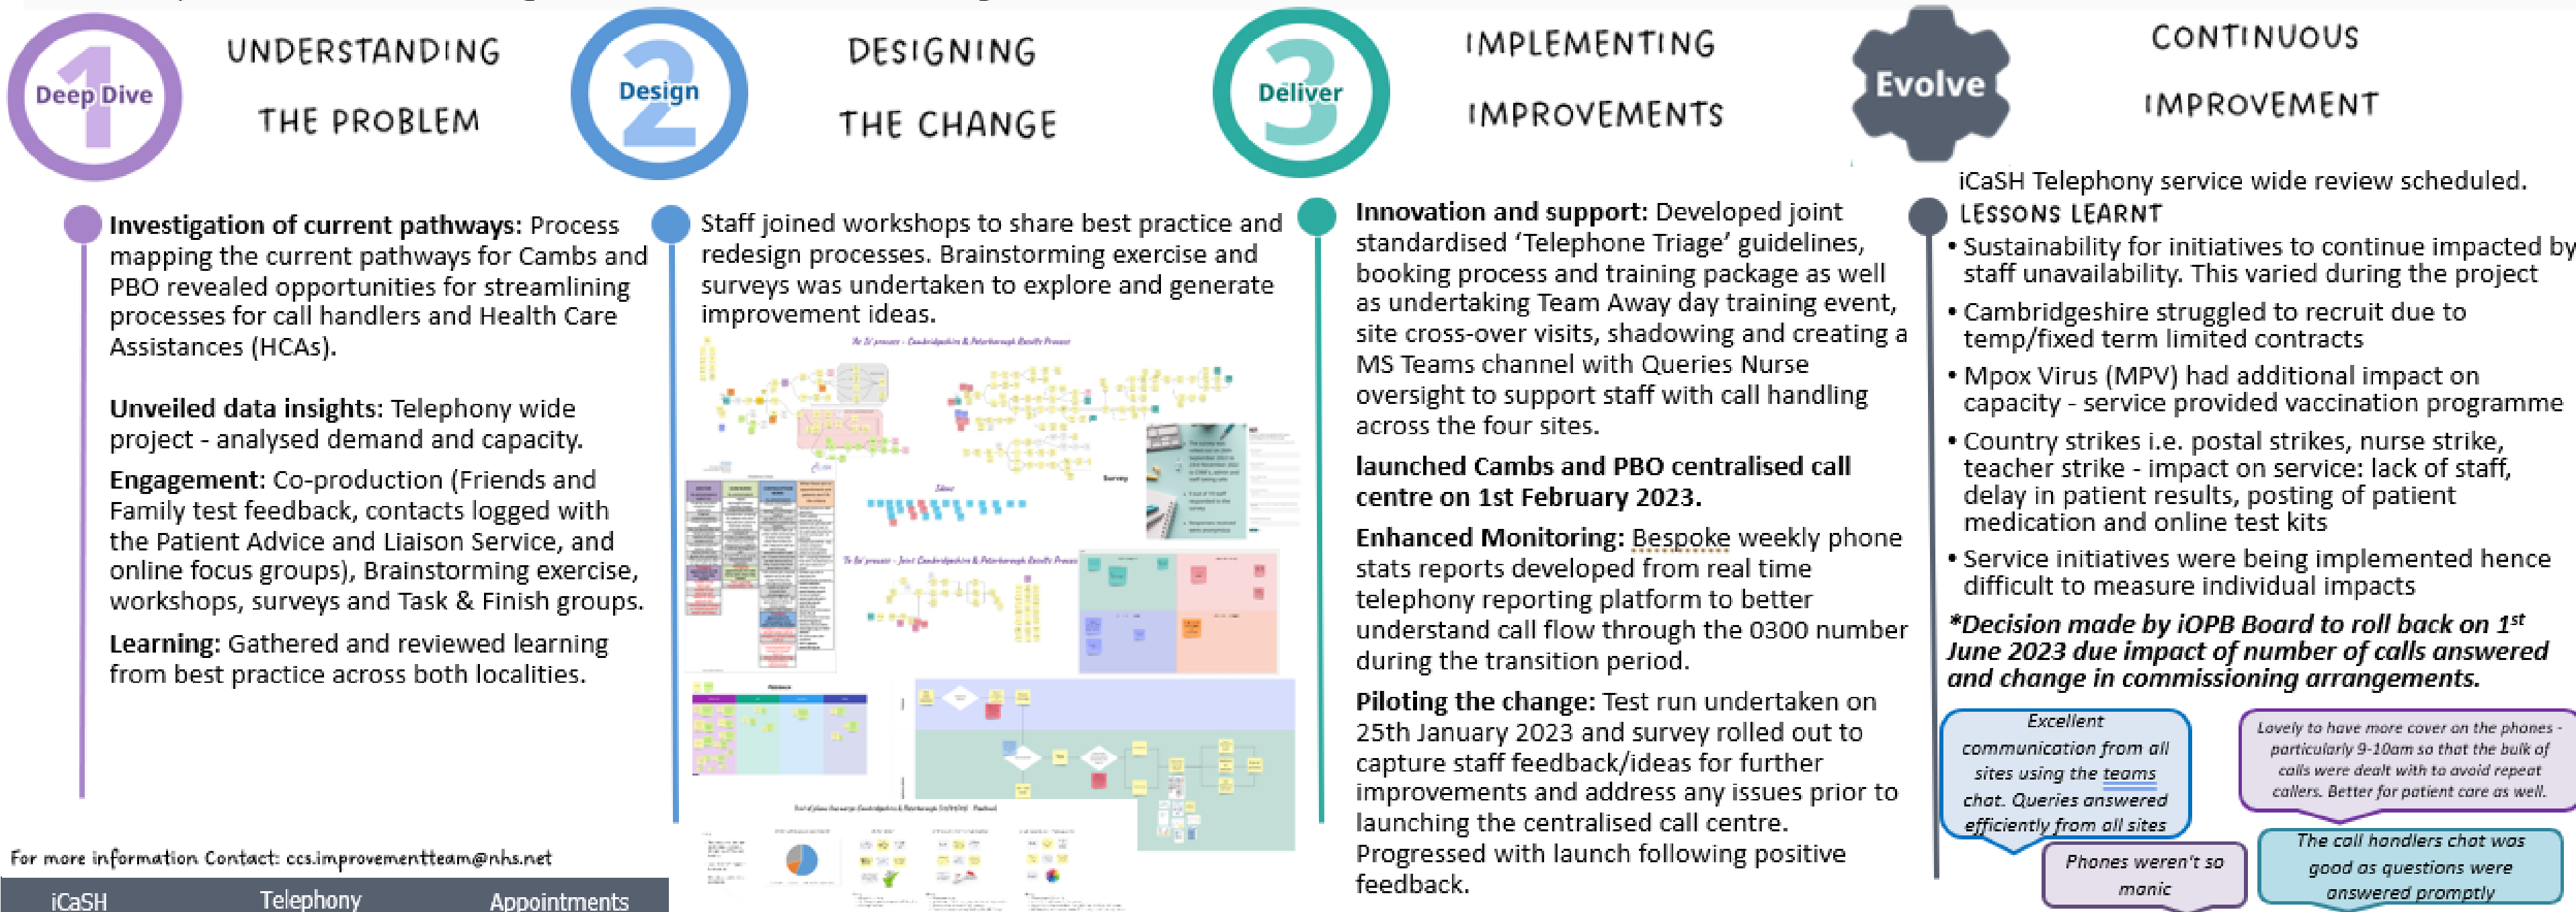 1
Deep Dive
UNDERSTANDING
THE PROBLEM
Investigation of current pathways: Process
mapping the current pathways for Cambs and
PBO revealed opportunities for streamlining
processes for call handlers and Health Care
Assistances (HCAs).
Unveiled data insights: Telephony wide
project - analysed demand and capacity.
Engagement: Co-production (Friends and
Family test feedback, contacts logged with
the Patient Advice and Liaison Service, and
online focus groups), Brainstorming exercise,
workshops, surveys and Task & Finish groups.
Learning: Gathered and reviewed learning
from best practice across both localities.
For more information Contact: ccs.improvementteam@nhs.net
iCaSH Telephony Appointments
2
Design
DESIGNING
THE CHANGE
Staff joined workshops to share best practice and
redesign processes. Brainstorming exercise and
surveys was undertaken to explore and generate
improvement ideas.
'As Is' process - Cambridgeshire & Peterborough Results Process
Survey
Ideas
'To Be' process - Joint Cambridgeshire & Peterborough Results Process
3
Deliver
IMPLEMENTING
IMPROVEMENTS
Innovation and support: Developed joint
standardised ‘Telephone Triage’ guidelines,
booking process and training package as well
as undertaking Team Away day training event,
site cross-over visits, shadowing and creating a
MS Teams channel with Queries Nurse
oversight to support staff with call handling
across the four sites.
launched Cambs and PBO centralised call
centre on 1st February 2023.
Enhanced Monitoring: Bespoke weekly phone
stats reports developed from real time
telephony reporting platform to better
understand call flow through the 0300 number
during the transition period.
Piloting the change: Test run undertaken on
25th January 2023 and survey rolled out to
capture staff feedback/ideas for further
improvements and address any issues prior to
launching the centralised call centre.
Progressed with launch following positive
feedback.
Evolve
CONTINUOUS
IMPROVEMENT
iCaSH Telephony service wide review scheduled.
LESSONS LEARNT
• Sustainability for initiatives to continue impacted by
staff unavailability. This varied during the project
• Cambridgeshire struggled to recruit due to
temp/fixed term limited contracts
• Mpox Virus (MPV) had additional impact on
capacity - service provided vaccination programme
• Country strikes i.e. postal strikes, nurse strike,
teacher strike - impact on service: lack of staff,
delay in patient results, posting of patient
medication and online test kits
• Service initiatives were being implemented hence
difficult to measure individual impacts
*Decision made by iOPB Board to roll back on 1st
June 2023 due impact of number of calls answered
and change in commissioning arrangements.
Excellent
communication from all
sites using the teams
chat. Queries answered
efficiently from all sites
Lovely to have more cover on the phones -
particularly 9-10am so that the bulk of
calls were dealt with to avoid repeat
callers. Better for patient care as well.
Phones weren't so
manic
The call handlers chat was
good as questions were
answered promptly